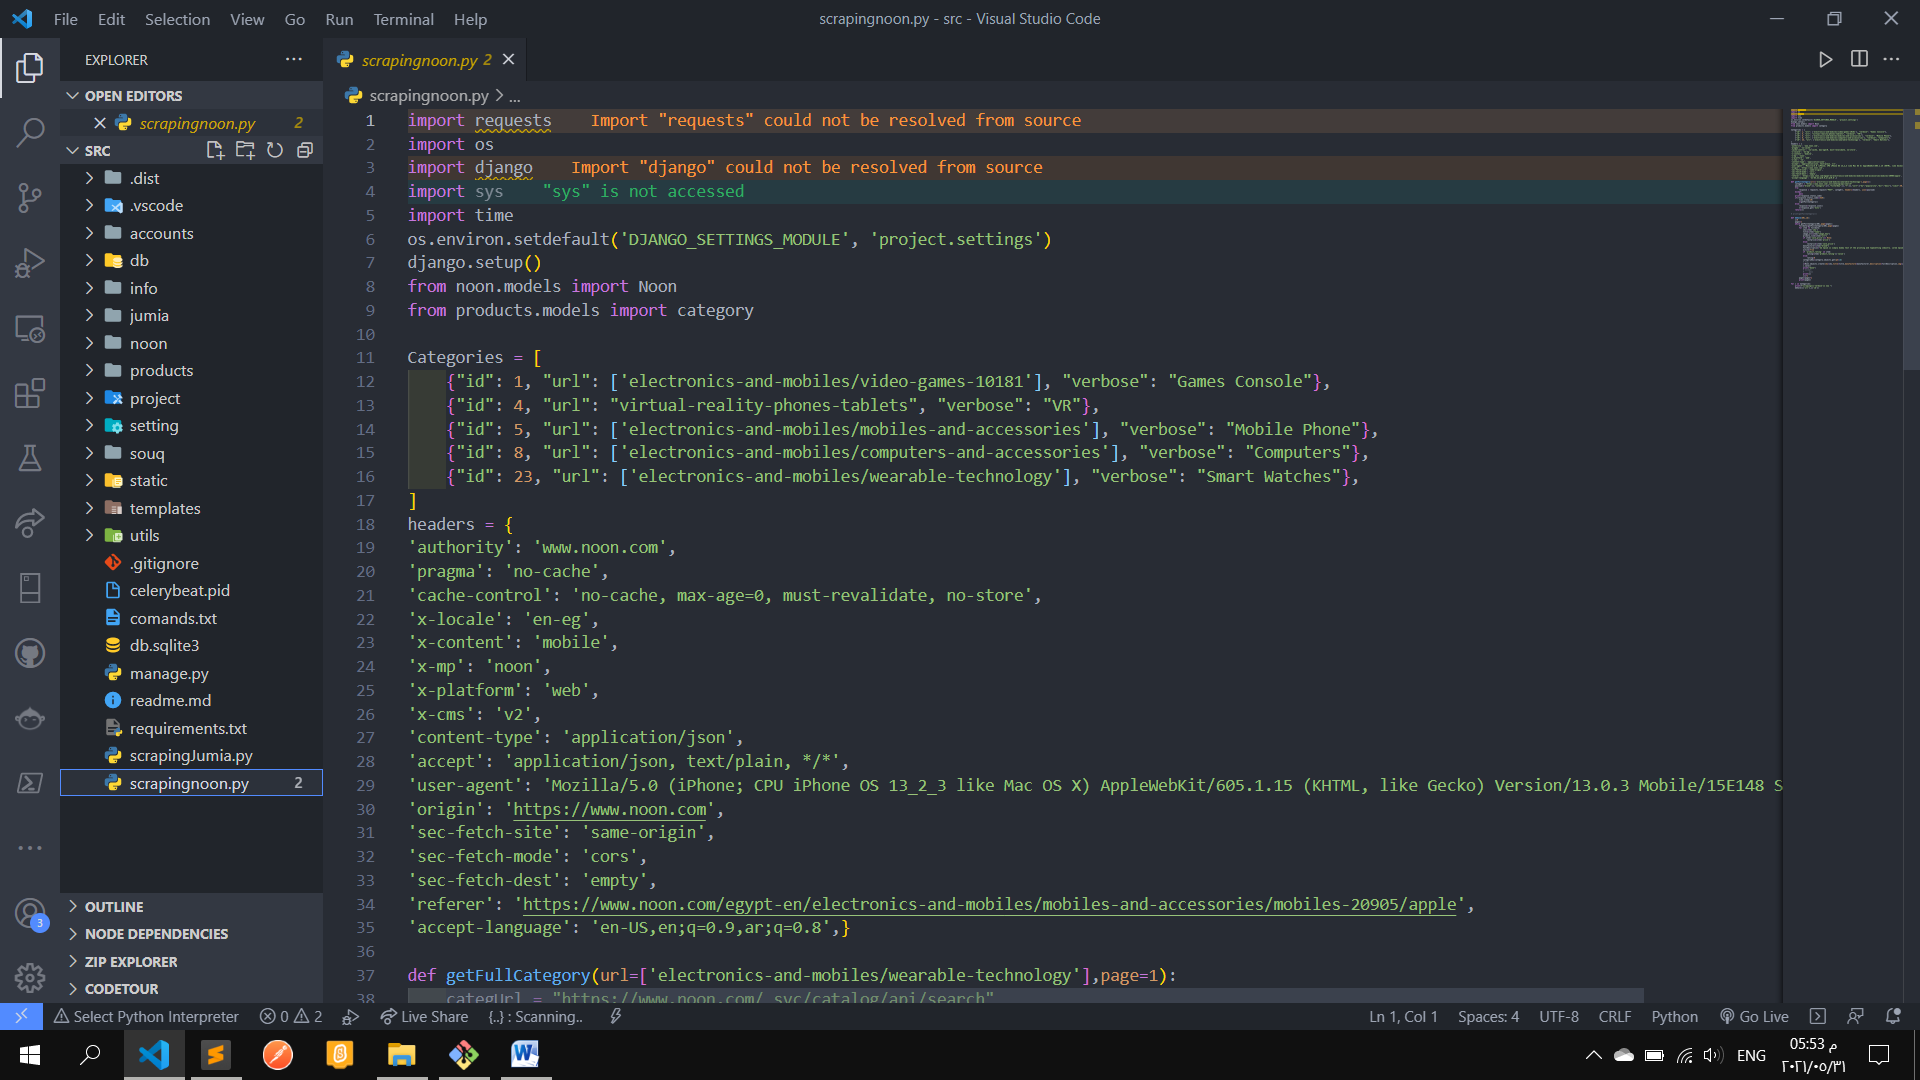 File Edit Selection View Go Run Terminal Help
scrapingnoon.py - src - Visual Studio Code
EXPLORER
OPEN EDITORS
scrapingnoon.py 2
SRC
.dist
.vscode
accounts
db
info
jumia
noon
products
project
setting
souq
static
templates
utils
.gitignore
celerybeat.pid
comands.txt
db.sqlite3
manage.py
readme.md
requirements.txt
scrapingJumia.py
scrapingnoon.py 2
OUTLINE
NODE DEPENDENCIES
ZIP EXPLORER
CODETOUR
3
scrapingnoon.py 2
scrapingnoon.py > ...
1 import requests Import "requests" could not be resolved from source
2 import os
3 import django Import "django" could not be resolved from source
4 import sys "sys" is not accessed
5 import time
6 os.environ.setdefault('DJANGO_SETTINGS_MODULE', 'project.settings')
7 django.setup()
8 from noon.models import Noon
9 from products.models import category
10
11 Categories = [
12 {"id": 1, "url": ['electronics-and-mobiles/video-games-10181'], "verbose": "Games Console"},
13 {"id": 4, "url": "virtual-reality-phones-tablets", "verbose": "VR"},
14 {"id": 5, "url": ['electronics-and-mobiles/mobiles-and-accessories'], "verbose": "Mobile Phone"},
15 {"id": 8, "url": ['electronics-and-mobiles/computers-and-accessories'], "verbose": "Computers"},
16 {"id": 23, "url": ['electronics-and-mobiles/wearable-technology'], "verbose": "Smart Watches"},
17 ]
18 headers = {
19 'authority': 'www.noon.com',
20 'pragma': 'no-cache',
21 'cache-control': 'no-cache, max-age=0, must-revalidate, no-store',
22 'x-locale': 'en-eg',
23 'x-content': 'mobile',
24 'x-mp': 'noon',
25 'x-platform': 'web',
26 'x-cms': 'v2',
27 'content-type': 'application/json',
28 'accept': 'application/json, text/plain, */*',
29 'user-agent': 'Mozilla/5.0 (iPhone; CPU iPhone OS 13_2_3 like Mac OS X) AppleWebKit/605.1.15 (KHTML, like Gecko) Version/13.0.3 Mobile/15E148 S
30 'origin': 'https://www.noon.com',
31 'sec-fetch-site': 'same-origin',
32 'sec-fetch-mode': 'cors',
33 'sec-fetch-dest': 'empty',
34 'referer': 'https://www.noon.com/egypt-en/electronics-and-mobiles/mobiles-and-accessories/mobiles-20905/apple',
35 'accept-language': 'en-US,en;q=0.9,ar;q=0.8',}
36
37 def getFullCategory(url=['electronics-and-mobiles/wearable-technology'],page=1):
38 categUrl = "https://www.noon.com/_svc/catalog/api/search"
Select Python Interpreter 0 2 Live Share {..} : Scanning.. Ln 1, Col 1 Spaces: 4 UTF-8 CRLF Python Go Live
ENG
05:53 م
٢٠٢١/٠٥/٣١